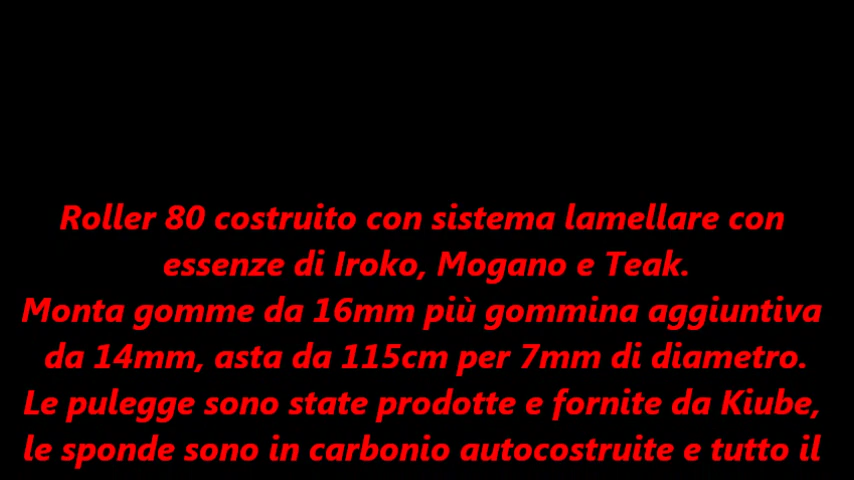 Roller 80 costruito con sistema lamellare con
essenze di Iroko, Mogano e Teak.
Monta gomme da 16mm più gommina aggiuntiva
da 14mm, asta da 115cm per 7mm di diametro.
Le pulegge sono state prodotte e fornite da Kiube,
le sponde sono in carbonio autocostruite e tutto il